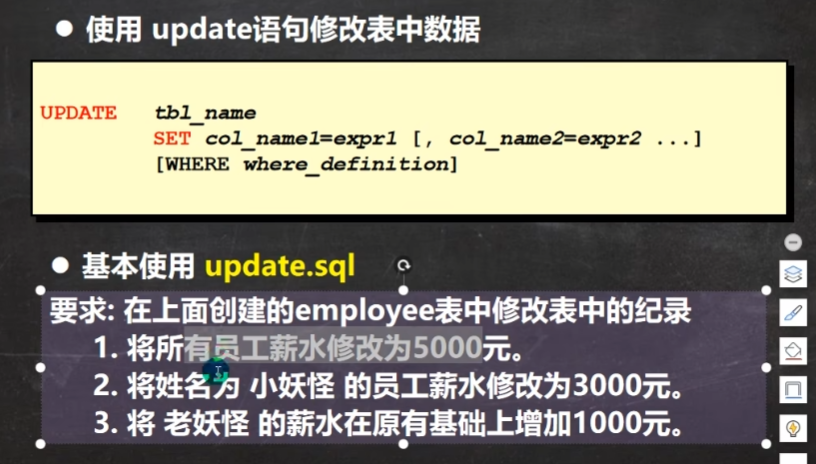 ● 使用 update语句修改表中数据
UPDATE tbl_name
SET col_name1=expr1 [, col_name2=expr2 ...]
[WHERE where_definition]
● 基本使用 update.sql
要求: 在上面创建的employee表中修改表中的纪录
1. 将所有员工薪水修改为5000元。
2. 将姓名为 小妖怪 的员工薪水修改为3000元。
3. 将 老妖怪 的薪水在原有基础上增加1000元。